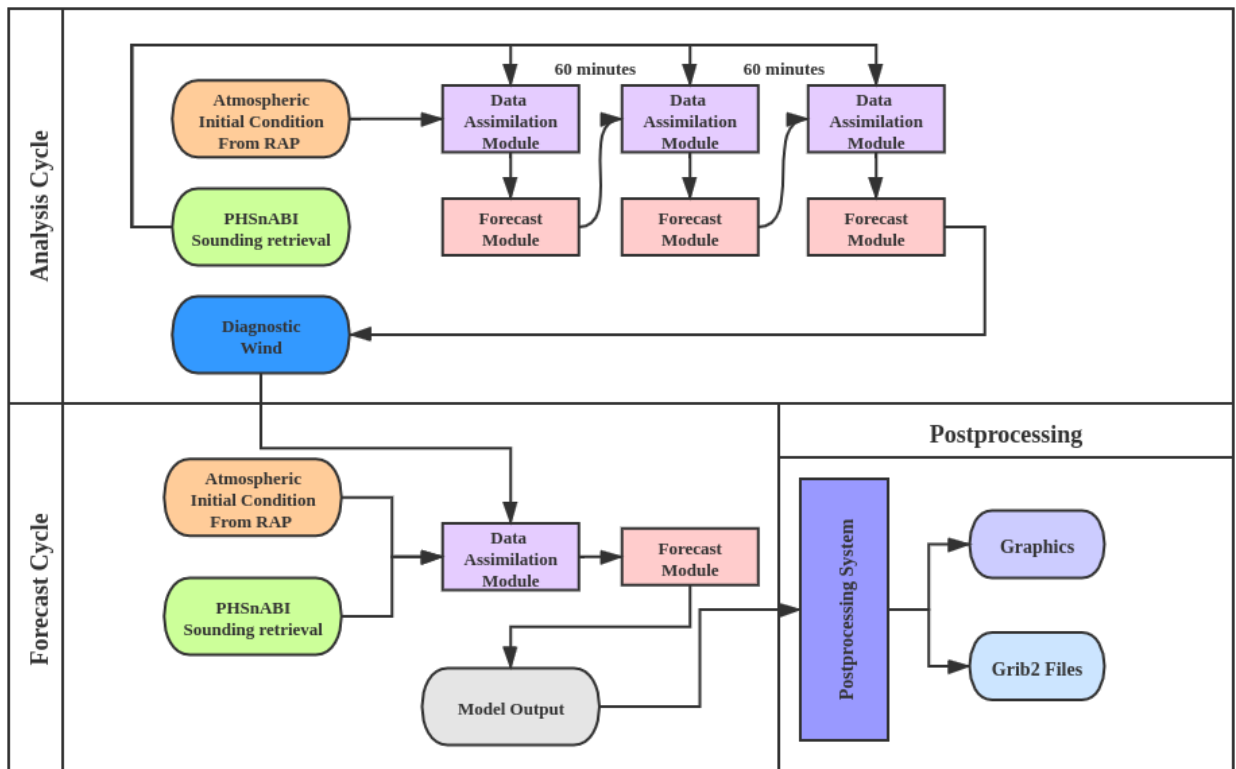 Analysis Cycle
60 minutes
60 minutes
Atmospheric
Initial Condition
From RAP
Data
Assimilation
Module
Data
Assimilation
Module
Data
Assimilation
Module
PHSnABI
Sounding retrieval
Forecast
Module
Forecast
Module
Forecast
Module
Diagnostic
Wind
Forecast Cycle
Atmospheric
Initial Condition
From RAP
PHSnABI
Sounding retrieval
Data
Assimilation
Module
Forecast
Module
Model Output
Postprocessing
Postprocessing System
Graphics
Grib2 Files